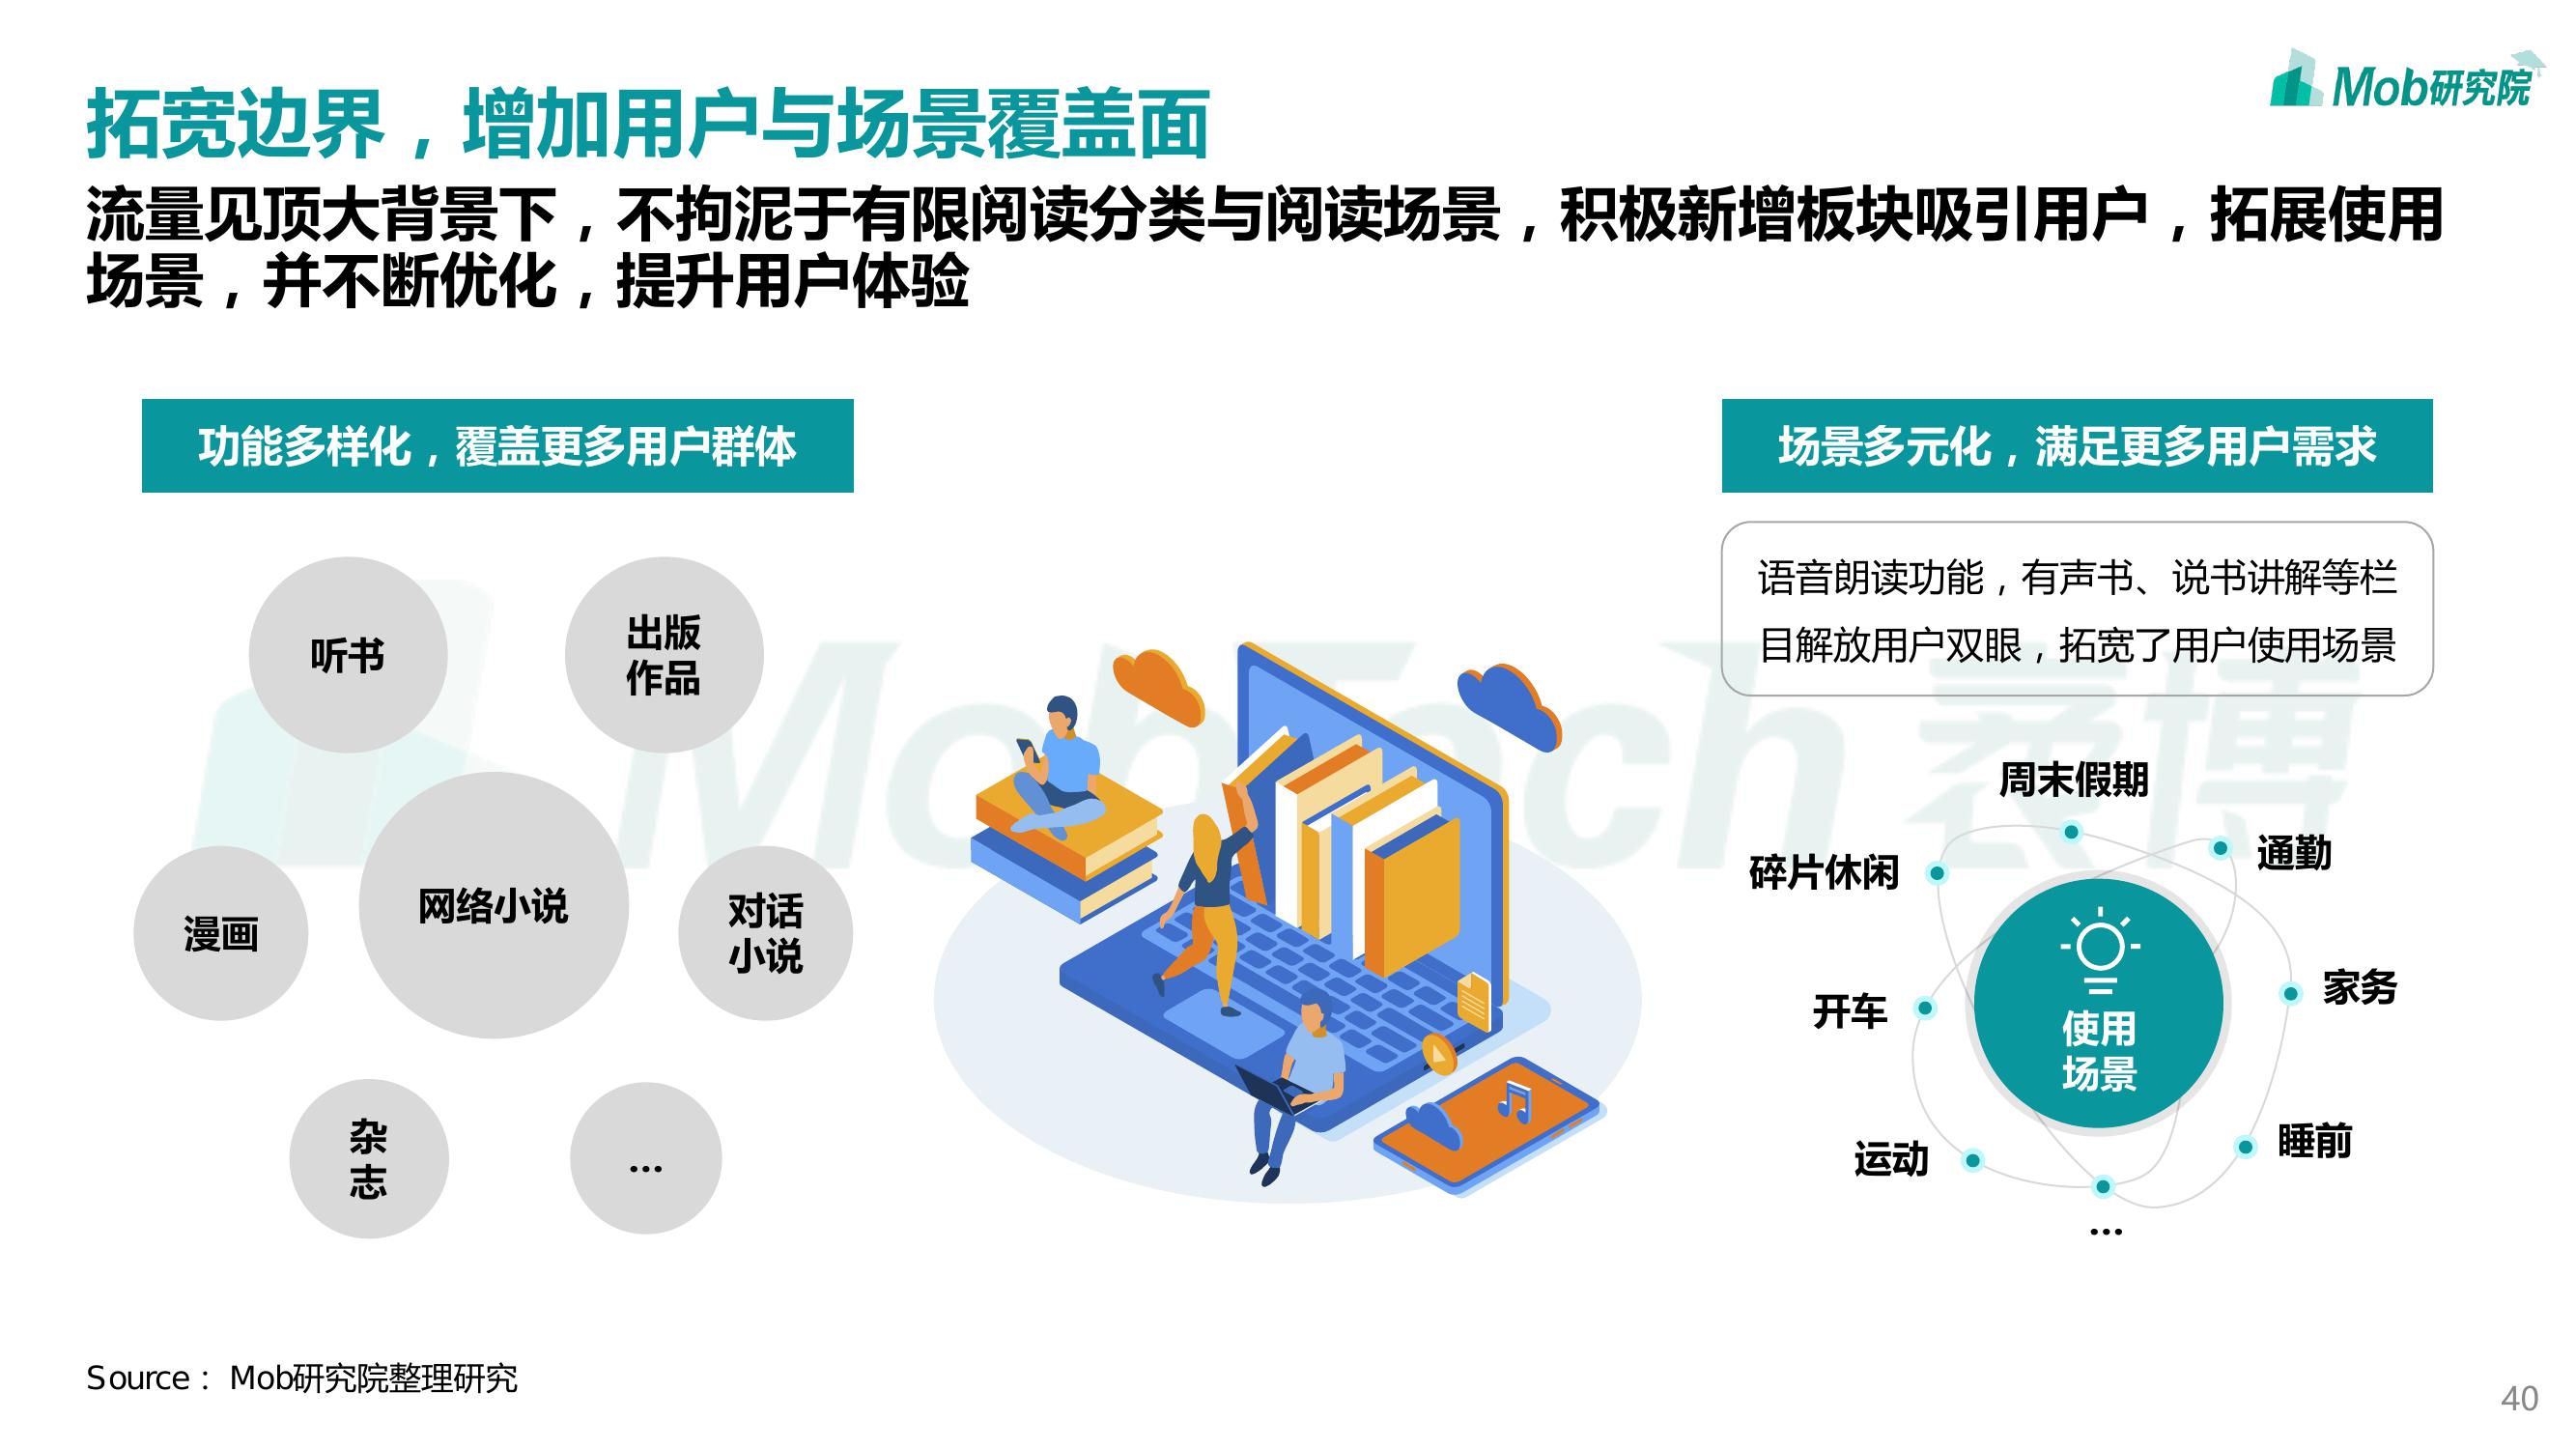 Mob研究院
拓宽边界，增加用户与场景覆盖面
流量见顶大背景下，不拘泥于有限阅读分类与阅读场景，积极新增板块吸引用户，拓展使用
场景，并不断优化，提升用户体验
功能多样化，覆盖更多用户群体
听书
出版
作品
网络小说
漫画
对话
小说
杂
志
...
场景多元化，满足更多用户需求
语音朗读功能，有声书、说书讲解等栏
目解放用户双眼，拓宽了用户使用场景
周末假期
通勤
碎片休闲
家务
开车
使用
场景
睡前
运动
...
MobTech 袤博
Source： Mob研究院整理研究
40